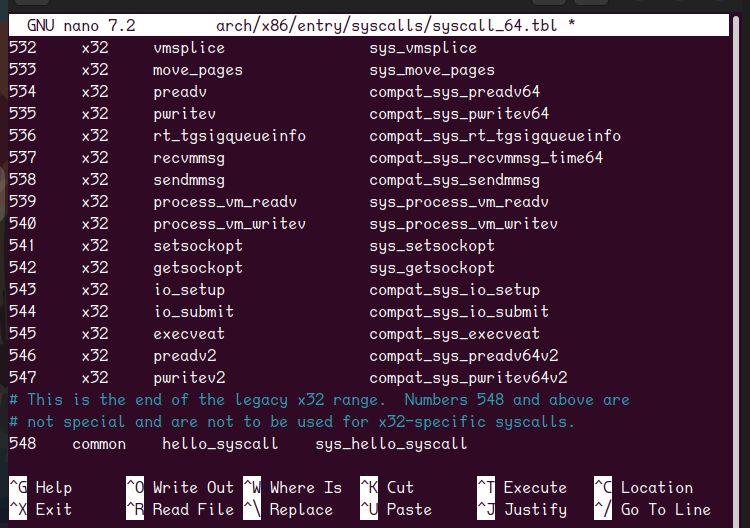 GNU nano 7.2 arch/x86/entry/syscalls/syscall_64.tbl *
532 x32 vmsplice sys_vmsplice
533 x32 move_pages sys_move_pages
534 x32 preadv compat_sys_preadv64
535 x32 pwritev compat_sys_pwritev64
536 x32 rt_tgsigqueueinfo compat_sys_rt_tgsigqueueinfo
537 x32 recvmmsg compat_sys_recvmmsg_time64
538 x32 sendmmsg compat_sys_sendmmsg
539 x32 process_vm_readv sys_process_vm_readv
540 x32 process_vm_writev sys_process_vm_writev
541 x32 setsockopt sys_setsockopt
542 x32 getsockopt sys_getsockopt
543 x32 io_setup compat_sys_io_setup
544 x32 io_submit compat_sys_io_submit
545 x32 execveat compat_sys_execveat
546 x32 preadv2 compat_sys_preadv64v2
547 x32 pwritev2 compat_sys_pwritev64v2
# This is the end of the legacy x32 range.  Numbers 548 and above are
# not special and are not to be used for x32-specific syscalls.
548 common hello_syscall sys_hello_syscall
^G Help ^O Write Out ^W Where Is ^K Cut ^T Execute ^C Location
^X Exit ^R Read File ^\ Replace ^U Paste ^J Justify ^/ Go To Line